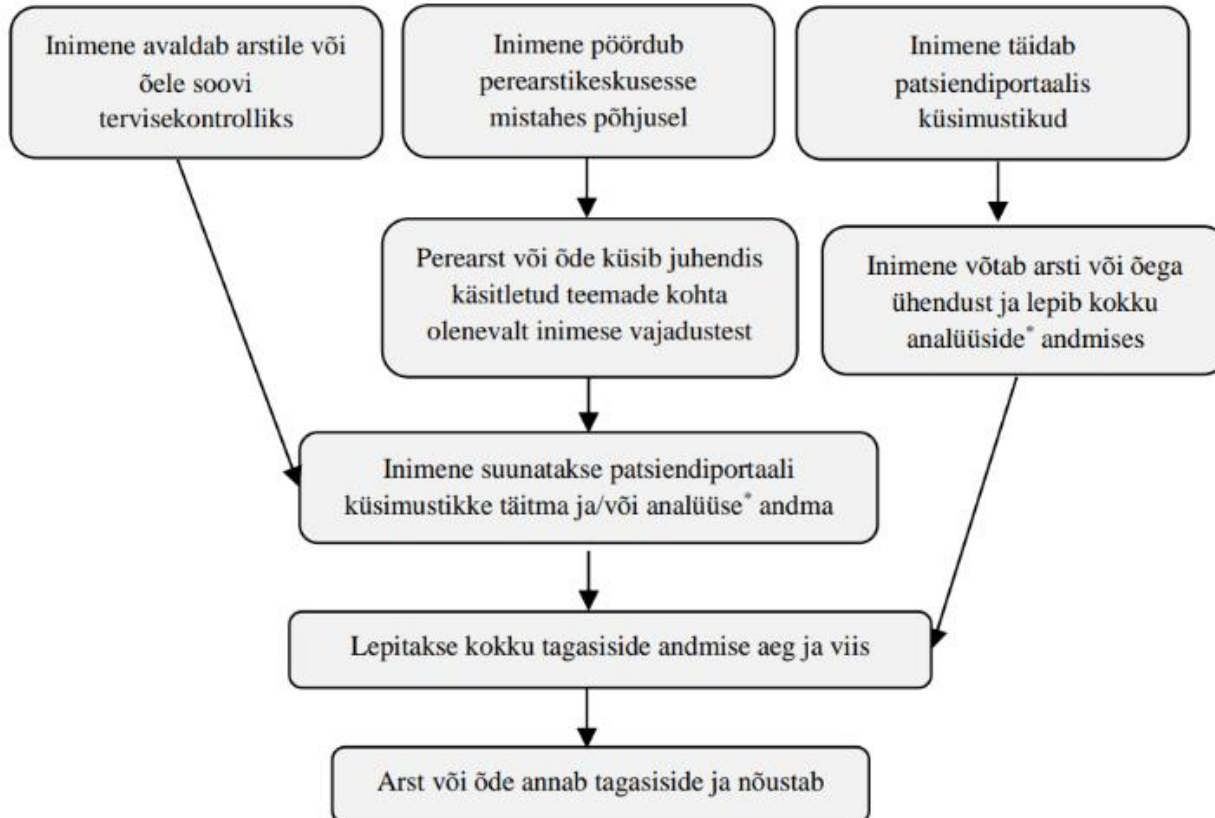 Inimene avaldab arstile või
õele soovi
tervisekontrolliks
Inimene pöördub
perearstikeskusesse
mistahes põhjusel
Inimene täidab
patsiendiportaalis
küsimustikud
Perearst või õde küsib juhendis
käsitletud teemade kohta
olenevalt inimese vajadustest
Inimene võtab arsti või õega
ühendust ja lepib kokku
analüüside* andmises
Inimene suunatakse patsiendiportaali
küsimustikke täitma ja/või analüüse* andma
Lepitakse kokku tagasiside andmise aeg ja viis
Arst või õde annab tagasiside ja nõustab